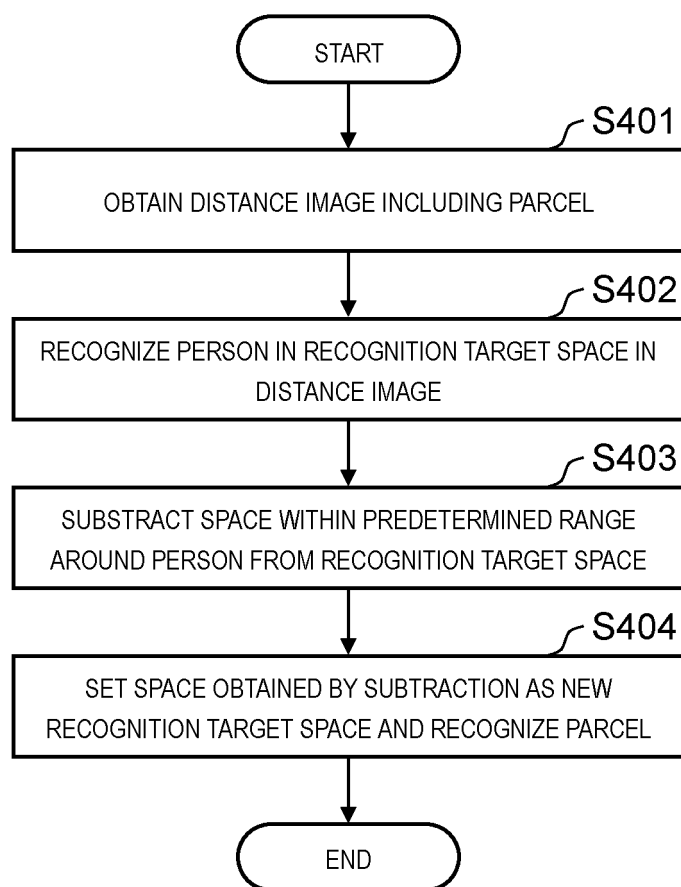 START
S401
OBTAIN DISTANCE IMAGE INCLUDING PARCEL
S402
RECOGNIZE PERSON IN RECOGNITION TARGET SPACE IN
DISTANCE IMAGE
S403
SUBSTRACT SPACE WITHIN PREDETERMINED RANGE
AROUND PERSON FROM RECOGNITION TARGET SPACE
S404
SET SPACE OBTAINED BY SUBTRACTION AS NEW
RECOGNITION TARGET SPACE AND RECOGNIZE PARCEL
END